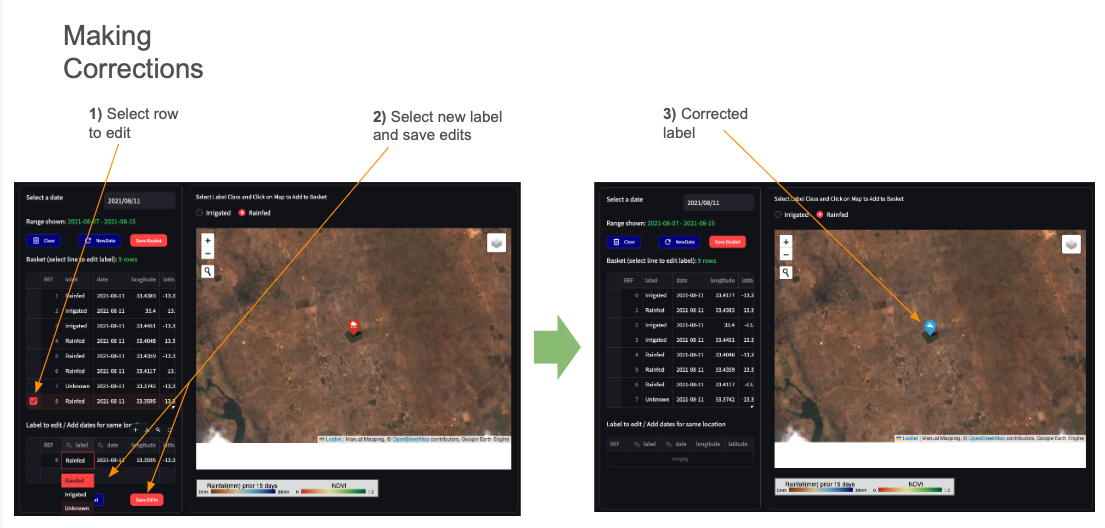 Making
Corrections
1) Select row
to edit
2) Select new label
and save edits
3) Corrected
label
Select a date
2021/08/11
Range shown: 2021-08-07 - 2021-08-15
Clear
New Date
Save Basket
Basket (select line to edit label): 9 rows
REF label date longitude latit.
1 Rainfed 2021-08-11 33.4383 -13.3
2 Irrigated 2021-08-11 33.4 13.
3 Irrigated 2021-08-11 33.4451 -13.3
4 Rainfed 2021-08-11 33.4048 13.3
5 Rainfed 2021-08-11 33.4359 -13.3
6 Rainfed 2021-08-11 33.4117 13.
7 Unknown 2021-08-11 33.3742 -13.3
8 Rainfed 2021-08-11 33.3595 13.3
Label to edit / Add dates for same
REF label date longitude latit.
8 Rainfed 2021-08-11 33.3595 -13.3
Rainfed
Irrigated
Unknown
Save Edits
Select Label Class and Click on Map to Add to Basket
Irrigated Rainfed
+
−
Leaflet | Manual Mapping, © OpenStreetMap contributors, Google Earth Engine
Rainfall(mm) prior 15 days
0mm 30mm
NDVI
0 1.0
Select a date
2021/08/11
Range shown: 2021-08-07 - 2021-08-15
Clear
New Date
Save Basket
Basket (select line to edit label): 9 rows
REF label date longitude latit.
0 Irrigated 2021-08-11 33.4177 -13.3
1 Rainfed 2021-08-11 33.4383 13.3
2 Irrigated 2021-08-11 33.4 -13.
3 Irrigated 2021-08-11 33.4451 13.3
4 Rainfed 2021-08-11 33.4048 -13.3
5 Rainfed 2021-08-11 33.4359 13.3
6 Rainfed 2021-08-11 33.4117 -13.
7 Unknown 2021-08-11 33.3742 -13.3
Label to edit / Add dates for same location
REF label date longitude latitude
empty
Select Label Class and Click on Map to Add to Basket
Irrigated Rainfed
+
−
Leaflet | Manual Mapping, © OpenStreetMap contributors, Google Earth Engine
Rainfall(mm) prior 15 days
0mm 30mm
NDVI
0 1.0